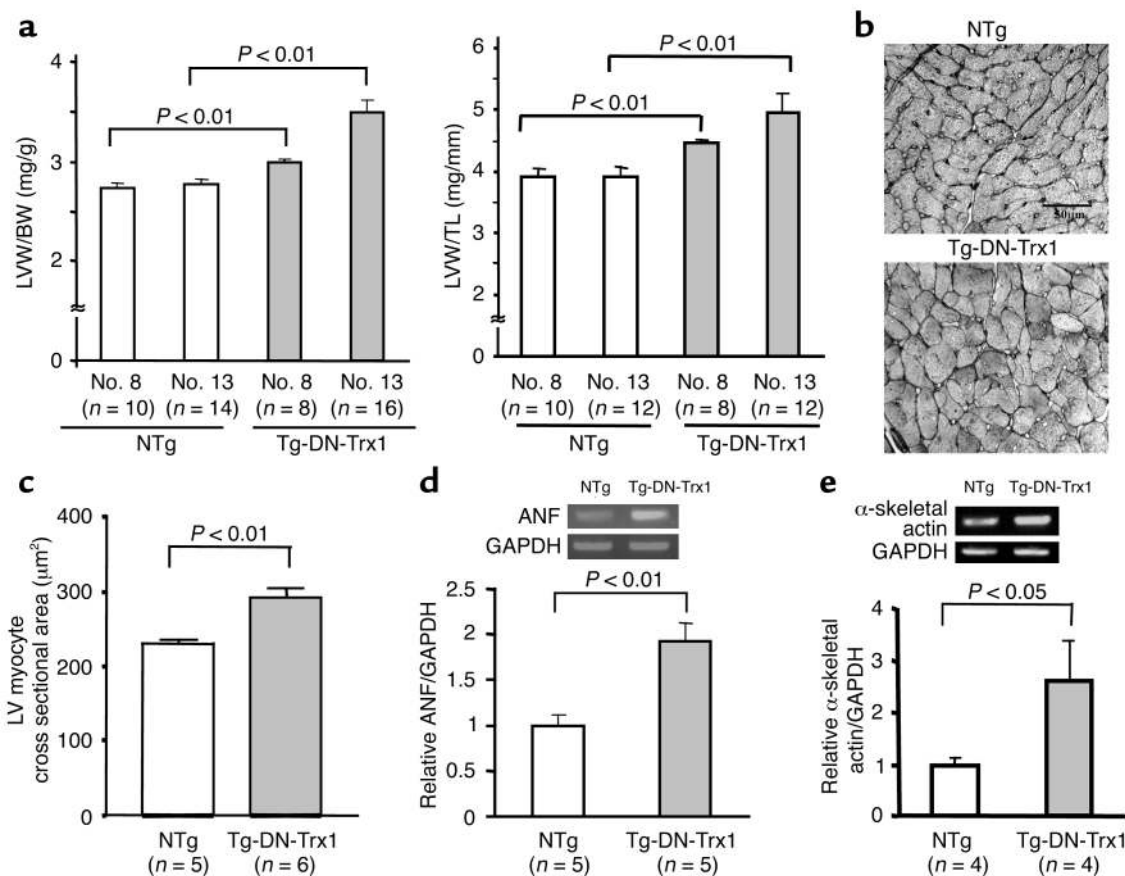 a
P < 0.01
P < 0.01
LVW/BW (mg/g)
4
3
2
0
No. 8 No. 13 No. 8 No. 13
(n = 10) (n = 14) (n = 8) (n = 16)
NTg Tg-DN-Trx1
P < 0.01
P < 0.01
LVW/TL (mg/mm)
6
5
4
2
6
0
No. 8 No. 13 No. 8 No. 13
(n = 10) (n = 12) (n = 8) (n = 12)
NTg Tg-DN-Trx1
b
NTg
50µm
Tg-DN-Trx1
c
P < 0.01
LV myocyte
cross sectional area (µm²)
400
300
200
100
0
NTg Tg-DN-Trx1
(n = 5) (n = 6)
d
NTg Tg-DN-Trx1
ANF
GAPDH
P < 0.01
Relative ANF/GAPDH
2.5
2
1.5
1
0.5
0
NTg Tg-DN-Trx1
(n = 5) (n = 5)
e
NTg Tg-DN-Trx1
α-skeletal
actin
GAPDH
P < 0.05
Relative α-skeletal
actin/GAPDH
4
3
2
1
0
NTg Tg-DN-Trx1
(n = 4) (n = 4)